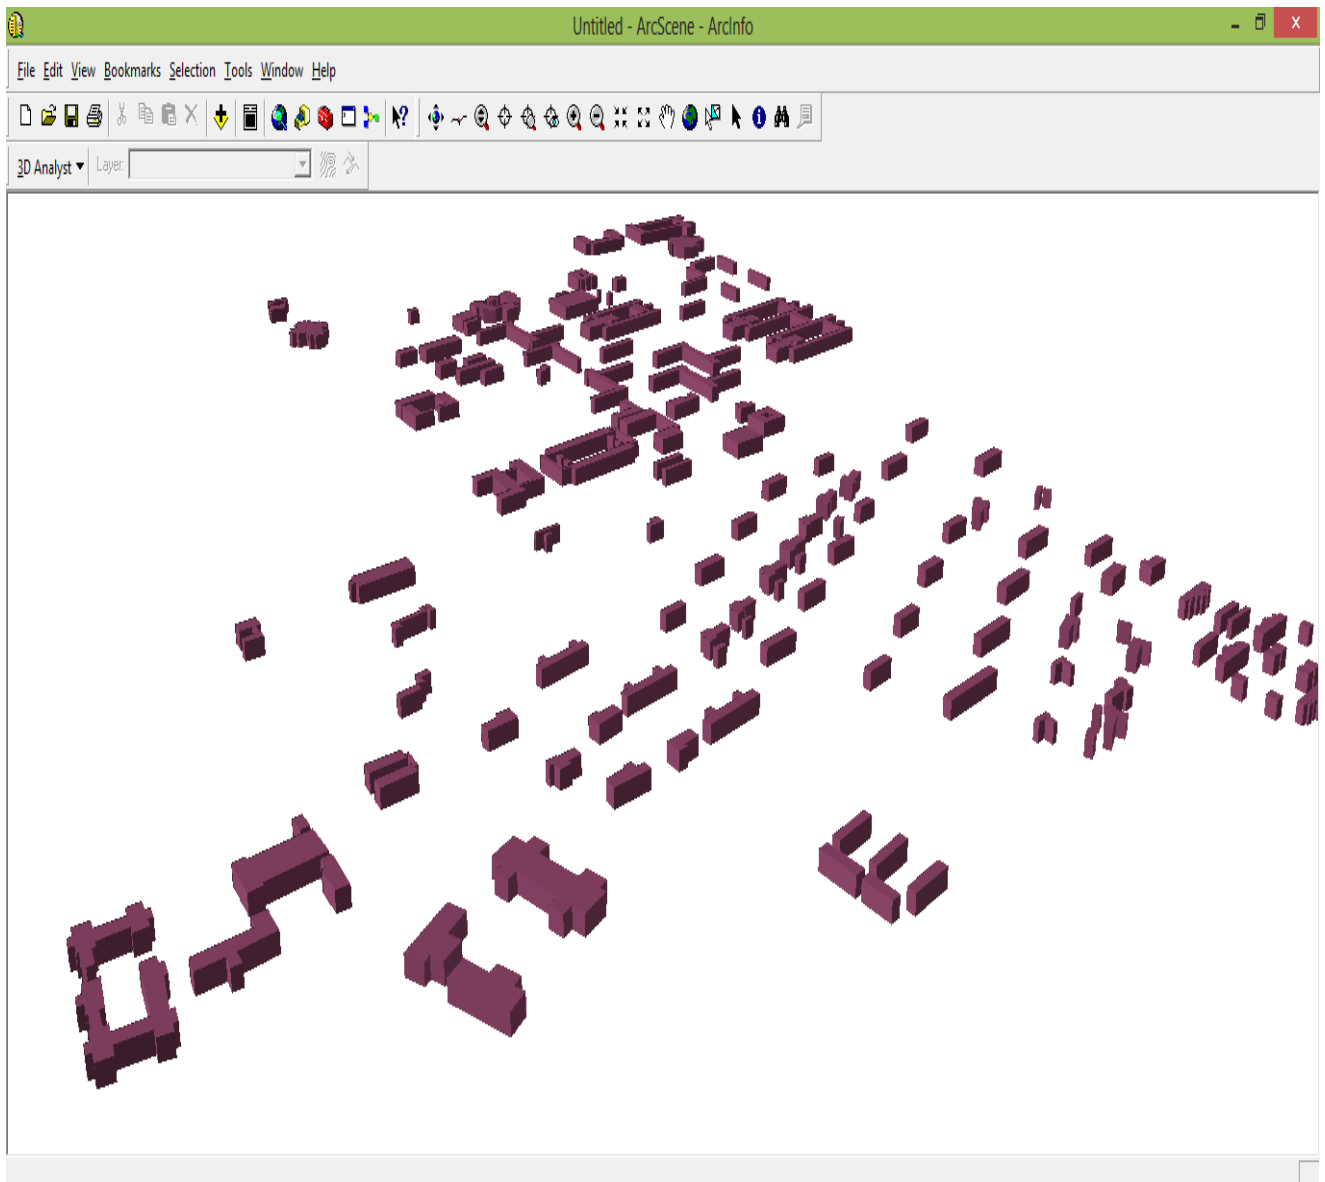 Untitled - ArcScene - ArcInfo
File Edit View Bookmarks Selection Tools Window Help
3D Analyst Layer: